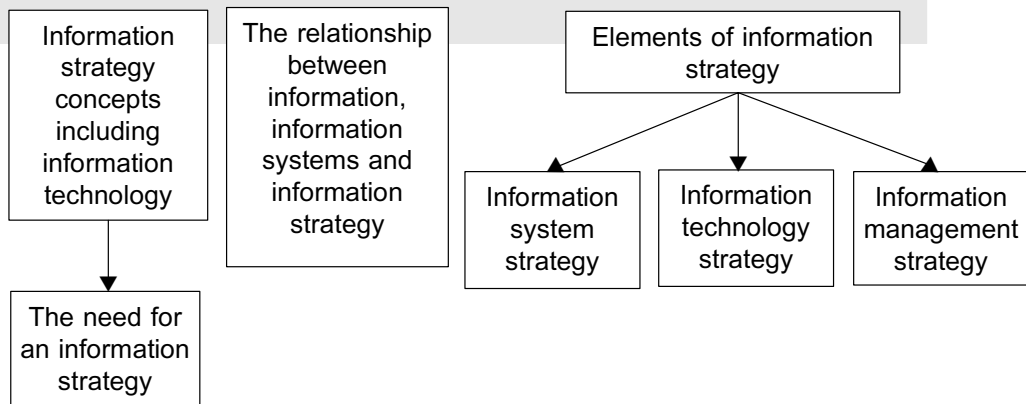 Information
strategy
concepts
including
information
technology
The need for
an information
strategy
The relationship
between
information,
information
systems and
information
strategy
Elements of information
strategy
Information
system
strategy
Information
technology
strategy
Information
management
strategy